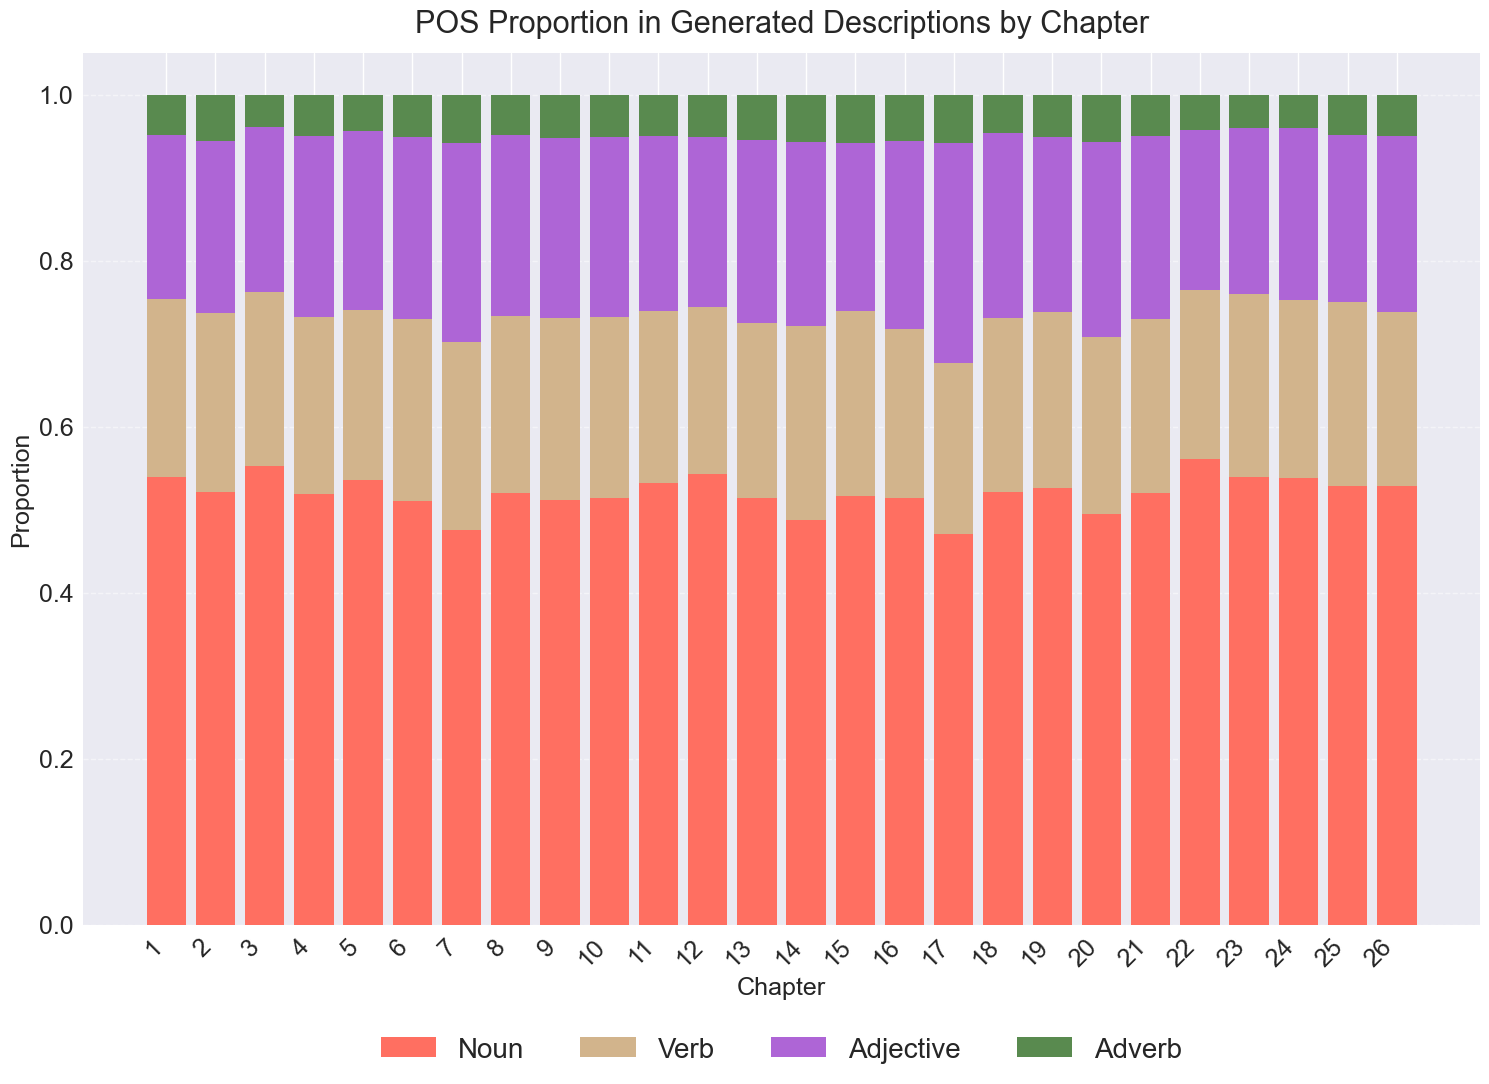 POS Proportion in Generated Descriptions by Chapter
1.0
0.8
0.6
0.4
0.2
0.0
Proportion
1 2 3 4 5 6 7 8 9 10 11 12 13 14 15 16 17 18 19 20 21 22 23 24 25 26
Chapter
Noun Verb Adjective Adverb